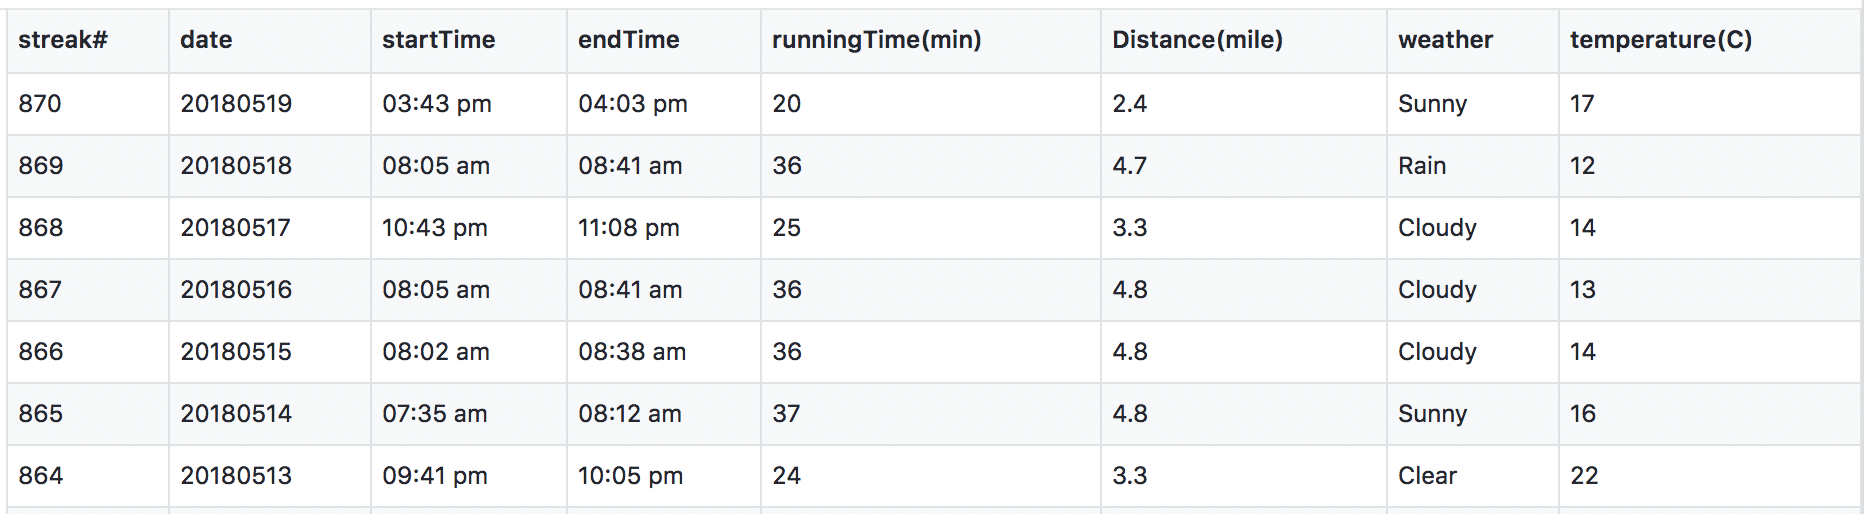 streak# date startTime endTime runningTime(min) Distance(mile) weather temperature(C)
870 20180519 03:43 pm 04:03 pm 20 2.4 Sunny 17
869 20180518 08:05 am 08:41 am 36 4.7 Rain 12
868 20180517 10:43 pm 11:08 pm 25 3.3 Cloudy 14
867 20180516 08:05 am 08:41 am 36 4.8 Cloudy 13
866 20180515 08:02 am 08:38 am 36 4.8 Cloudy 14
865 20180514 07:35 am 08:12 am 37 4.8 Sunny 16
864 20180513 09:41 pm 10:05 pm 24 3.3 Clear 22